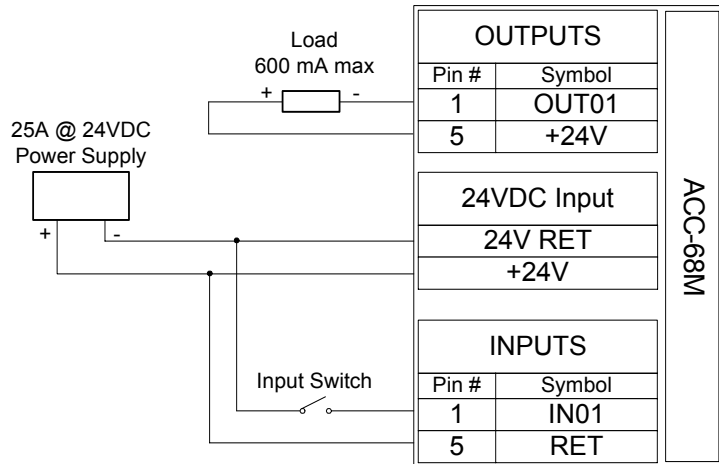 Load
600 mA max
+ -
25A @ 24VDC
Power Supply
+ -
Input Switch
OUTPUTS
Pin # Symbol
1 OUT01
5 +24V
24VDC Input
24V RET
+24V
INPUTS
Pin # Symbol
1 IN01
5 RET
ACC-68M